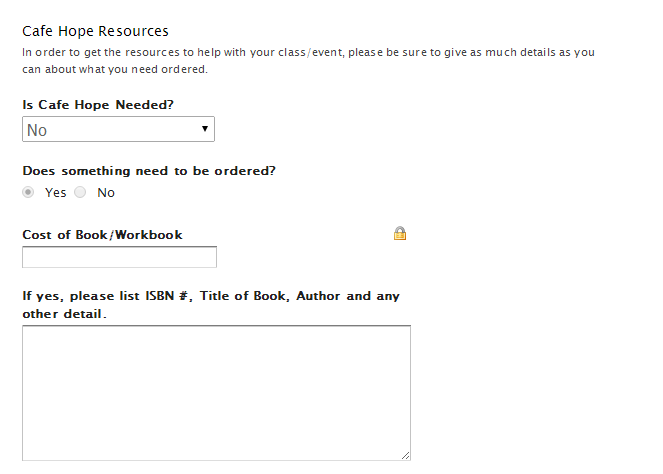 Cafe Hope Resources
In order to get the resources to help with your class/event, please be sure to give as much details as you
can about what you need ordered.
Is Cafe Hope Needed?
No
Does something need to be ordered?
Yes No
Cost of Book/Workbook
If yes, please list ISBN #, Title of Book, Author and any
other detail.